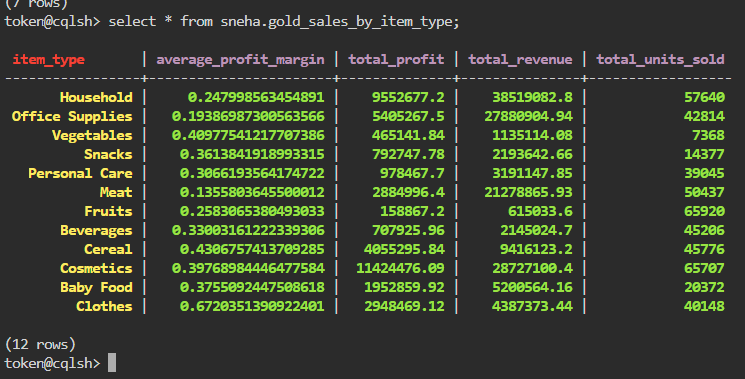 (7 rows)
token@cqlsh> select * from sneha.gold_sales_by_item_type;
item_type | average_profit_margin | total_profit | total_revenue | total_units_sold
-----------------+-----------------------+--------------+---------------+------------------
Household | 0.247998563454891 | 9552677.2 | 38519082.8 | 57640
Office Supplies | 0.19386987300563566 | 5405267.5 | 27880904.94 | 42814
Vegetables | 0.40977541217707386 | 465141.84 | 1135114.08 | 7368
Snacks | 0.3613841918993315 | 792747.78 | 2193642.66 | 14377
Personal Care | 0.3066193564174722 | 978467.7 | 3191147.85 | 39045
Meat | 0.1355803645500012 | 2884996.4 | 21278865.93 | 50437
Fruits | 0.2583065380493033 | 158867.2 | 615033.6 | 65920
Beverages | 0.33003161222339306 | 707925.96 | 2145024.7 | 45206
Cereal | 0.4306757413709285 | 4055295.84 | 9416123.2 | 45776
Cosmetics | 0.39768984446477584 | 11424476.09 | 28727100.4 | 65707
Baby Food | 0.3755092447508618 | 1952859.92 | 5200564.16 | 20372
Clothes | 0.6720351390922401 | 2948469.12 | 4387373.44 | 40148
(12 rows)
token@cqlsh>